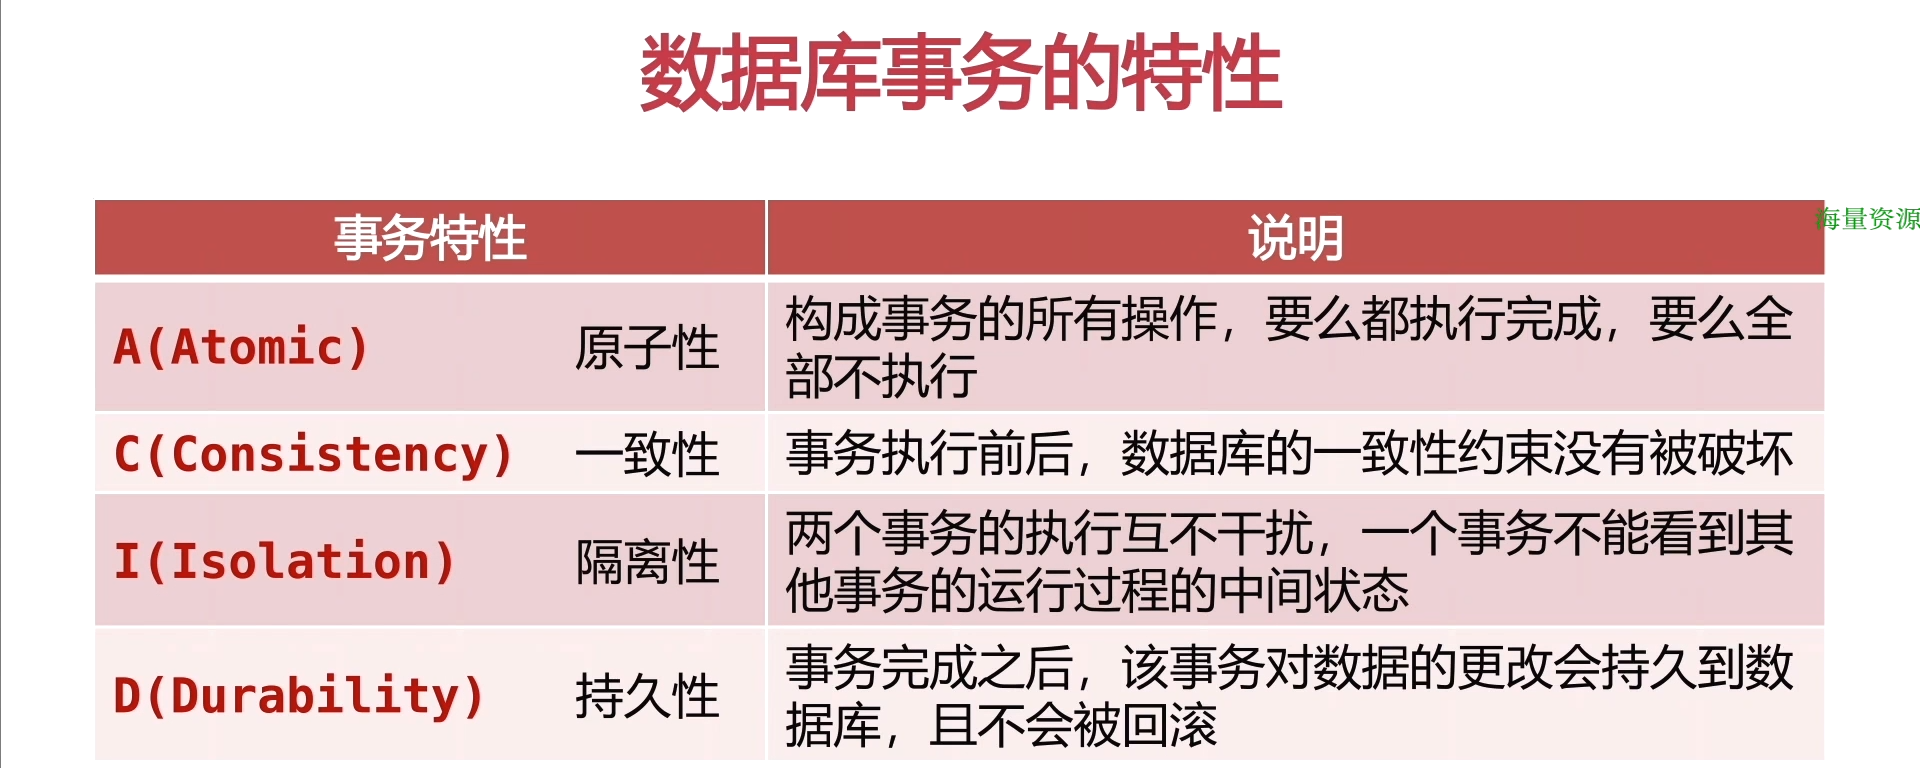 数据库事务的特性
事务特性 说明
海量资源
A(Atomic) 原子性
构成事务的所有操作，要么都执行完成，要么全
部不执行
C(Consistency) 一致性
事务执行前后，数据库的一致性约束没有被破坏
I(Isolation) 隔离性
两个事务的执行互不干扰，一个事务不能看到其
他事务的运行过程的中间状态
D(Durability) 持久性
事务完成之后，该事务对数据的更改会持久到数
据库，且不会被回滚